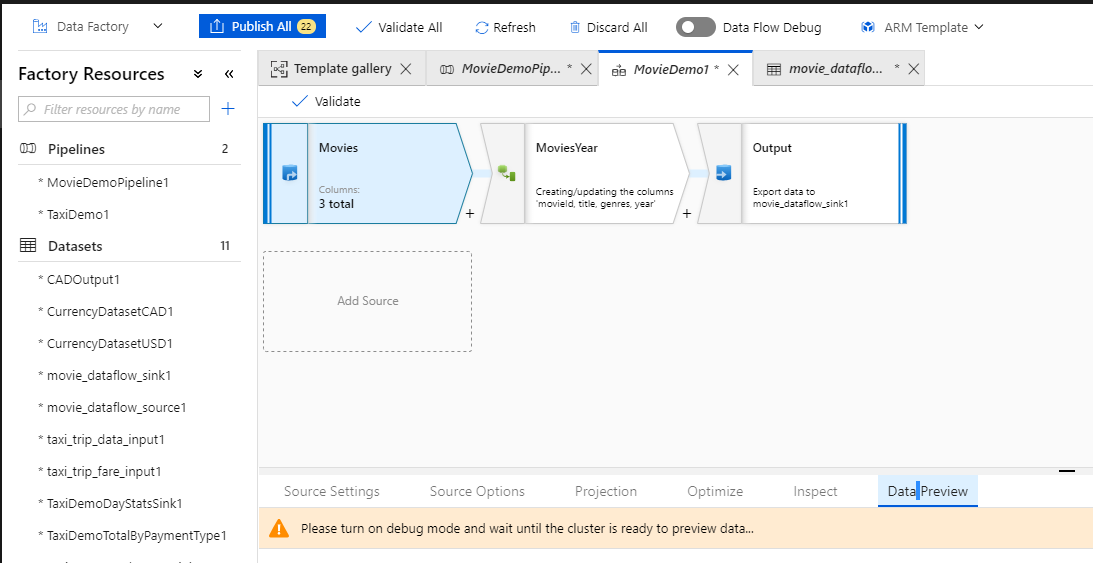 Data Factory
Publish All 22
Validate All
Refresh
Discard All
Data Flow Debug
ARM Template
Factory Resources
Filter resources by name
Pipelines 2
* MovieDemoPipeline1
* TaxiDemo1
Datasets 11
* CADOutput1
* CurrencyDatasetCAD1
* CurrencyDatasetUSD1
* movie_dataflow_sink1
* movie_dataflow_source1
* taxi_trip_data_input1
* taxi_trip_fare_input1
* TaxiDemoDayStatsSink1
* TaxiDemoTotalByPaymentType1
Template gallery
MovieDemoPip... *
MovieDemo1 *
movie_dataflo... *
Validate
Movies
Columns:
3 total
+
MoviesYear
Creating/updating the columns
'movieId, title, genres, year'
+
Output
Export data to
movie_dataflow_sink1
Add Source
Source Settings
Source Options
Projection
Optimize
Inspect
Data Preview
Please turn on debug mode and wait until the cluster is ready to preview data...